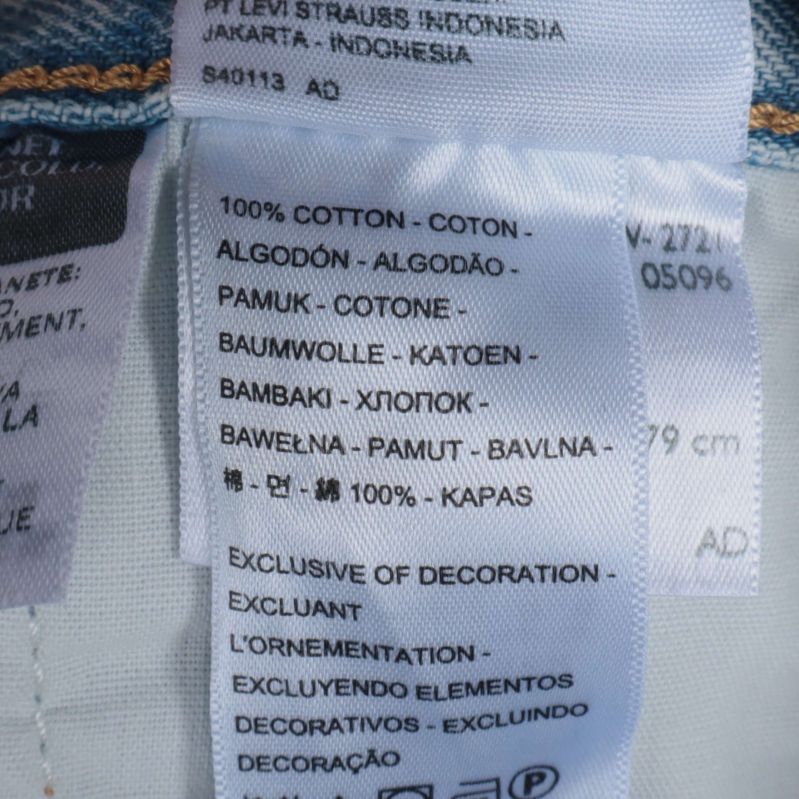 PT LEVI STRAUSS INDONESIA
JAKARTA - INDONESIA
S40113 AD
100% COTTON - COTON -
ALGODÓN - ALGODÃO -
PAMUK - COTONE -
BAUMWOLLE - KATOEN -
BAMBAKI - ХЛОПОК -
BAWEŁNA - PAMUT - BAVLNA -
棉 - 면 - 綿 100% - KAPAS
EXCLUSIVE OF DECORATION -
EXCLUANT
L'ORNEMENTATION -
EXCLUYENDO ELEMENTOS
DECORATIVOS - EXCLUINDO
DECORAÇÃO
P
05096
79 cm
AD
LA